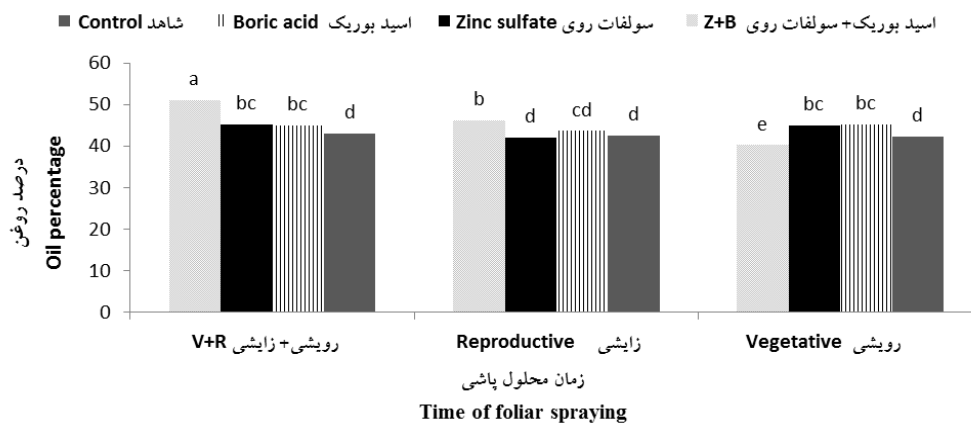 Control شاهد Boric acid اسید بوریک Zinc sulfate سولفات روی Z+B اسید بوریک+ سولفات روی
60
50
40
30
20
10
0
a bc bc d
b d cd d
e bc bc d
درصد روغن
Oil percentage
V+R رویشی+ زایشی Reproductive زایشی Vegetative رویشی
زمان محلول پاشی
Time of foliar spraying